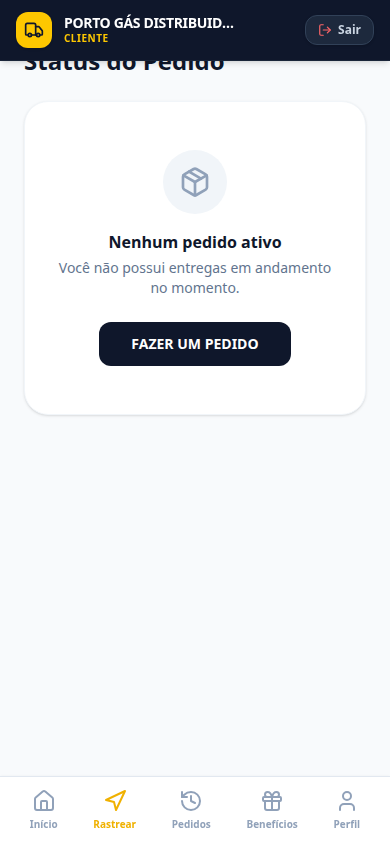 PORTO GÁS DISTRIBUID...
CLIENTE
Sair
Status do Pedido
Nenhum pedido ativo
Você não possui entregas em andamento
no momento.
FAZER UM PEDIDO
Início
Rastrear
Pedidos
Benefícios
Perfil